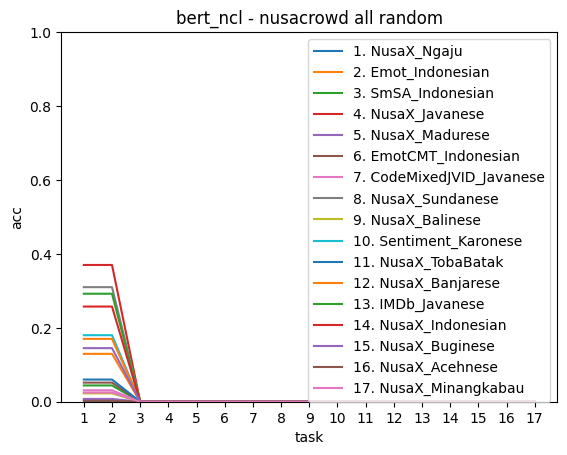 bert_ncl - nusacrowd all random
1.0
0.8
0.6
0.4
0.2
0.0
acc
1. NusaX_Ngaju
2. Emot_Indonesian
3. SmSA_Indonesian
4. NusaX_Javanese
5. NusaX_Madurese
6. EmotCMT_Indonesian
7. CodeMixedJVID_Javanese
8. NusaX_Sundanese
9. NusaX_Balinese
10. Sentiment_Karonese
11. NusaX_TobaBatak
12. NusaX_Banjarese
13. IMDb_Javanese
14. NusaX_Indonesian
15. NusaX_Buginese
16. NusaX_Acehnese
17. NusaX_Minangkabau
1 2 3 4 5 6 7 8 9 10 11 12 13 14 15 16 17
task